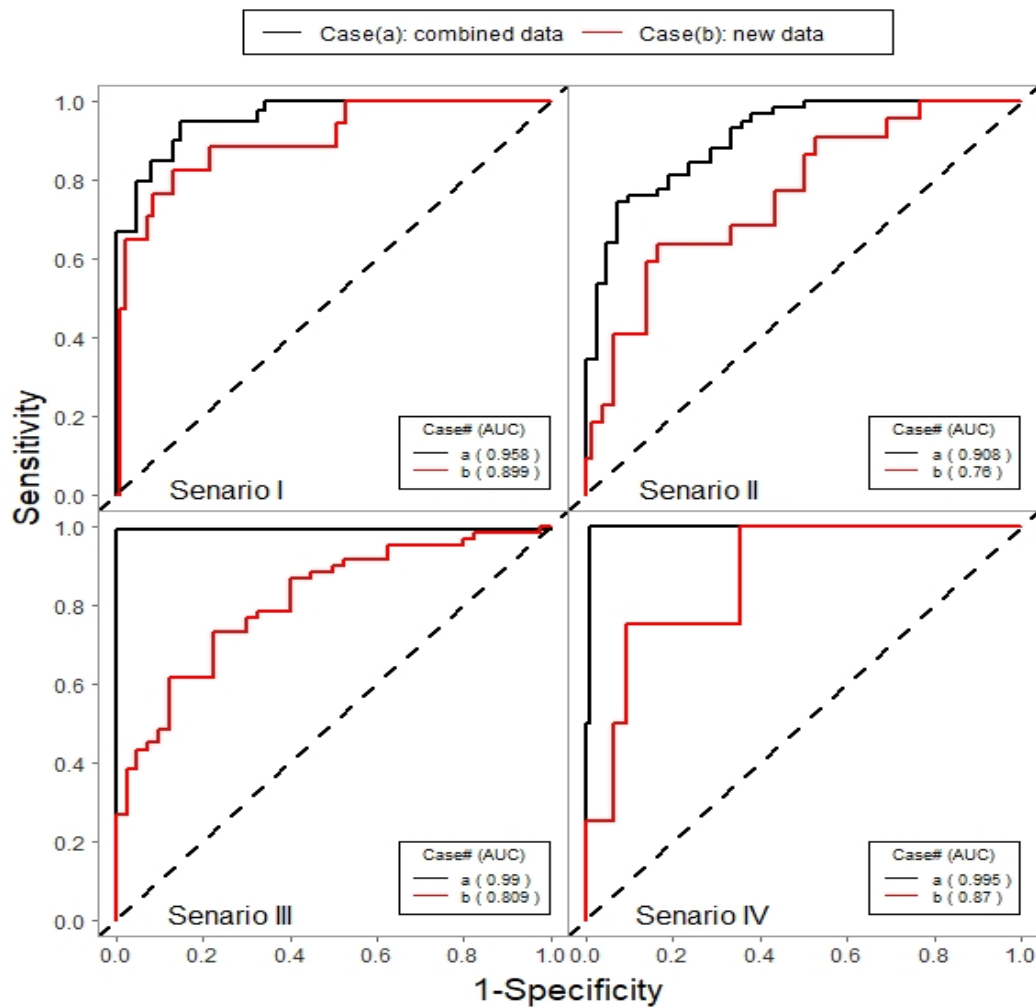 Case(a): combined data Case(b): new data
Sensitivity
1.0
0.8
0.6
0.4
0.2
0.0
Case# (AUC)
a ( 0.958 )
b ( 0.899 )
Senario I
Case# (AUC)
a ( 0.908 )
b ( 0.76 )
Senario II
1.0
0.8
0.6
0.4
0.2
0.0
Case# (AUC)
a ( 0.99 )
b ( 0.809 )
Senario III
Case# (AUC)
a ( 0.995 )
b ( 0.87 )
Senario IV
0.0 0.2 0.4 0.6 0.8 1.0 0.0 0.2 0.4 0.6 0.8 1.0
1-Specificity